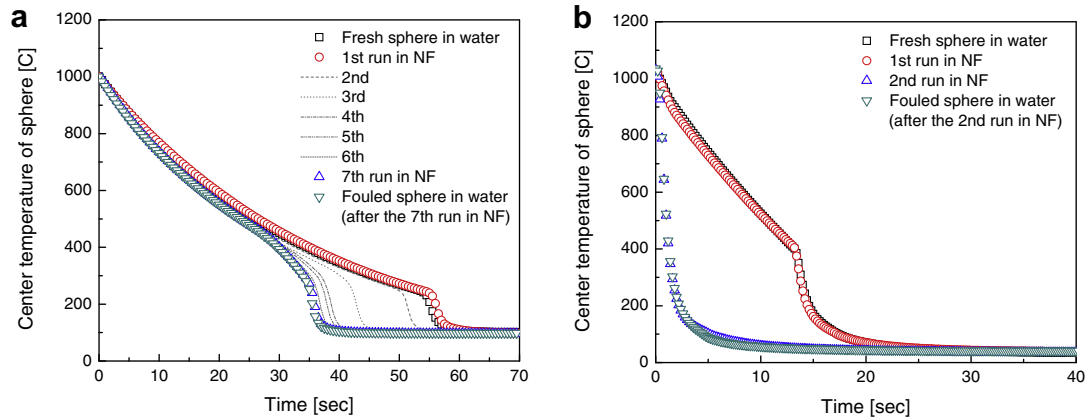 a
1200
1000
800
600
400
200
0
Center temperature of sphere [C]
0
10
20
30
40
50
60
70
Time [sec]
Fresh sphere in water
1st run in NF
2nd
3rd
4th
5th
6th
7th run in NF
Fouled sphere in water
(after the 7th run in NF)
b
1200
1000
800
600
400
200
0
Center temperature of sphere [C]
0
10
20
30
40
Time [sec]
Fresh sphere in water
1st run in NF
2nd run in NF
Fouled sphere in water
(after the 2nd run in NF)